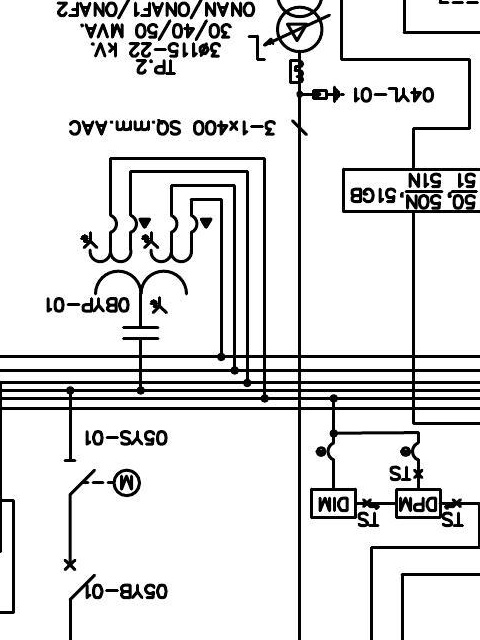 05YB-01
TS
TS
DPM
DIM
M
TS
05YS-01
0BYP-01
50, 50N, 51GB
51 51N
3-1x400 SQ.mm.AAC
04YL-01
TP.2
3ø115-22 kV.
30/40/50 MVA.
ONAN/ONAF1/ONAF2